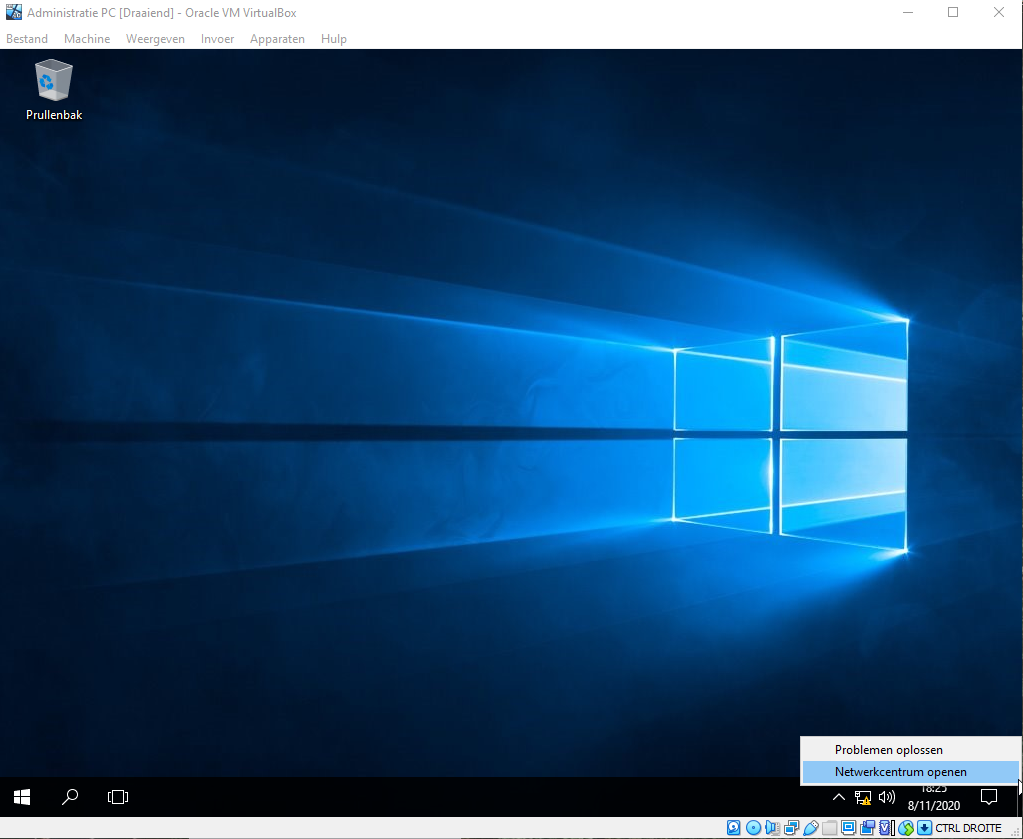 Administratie PC [Draaiend] - Oracle VM VirtualBox
Bestand Machine Weergeven Invoer Apparaten Hulp
Prullenbak
Problemen oplossen
Netwerkcentrum openen
18:25
8/11/2020
CTRL DROITE